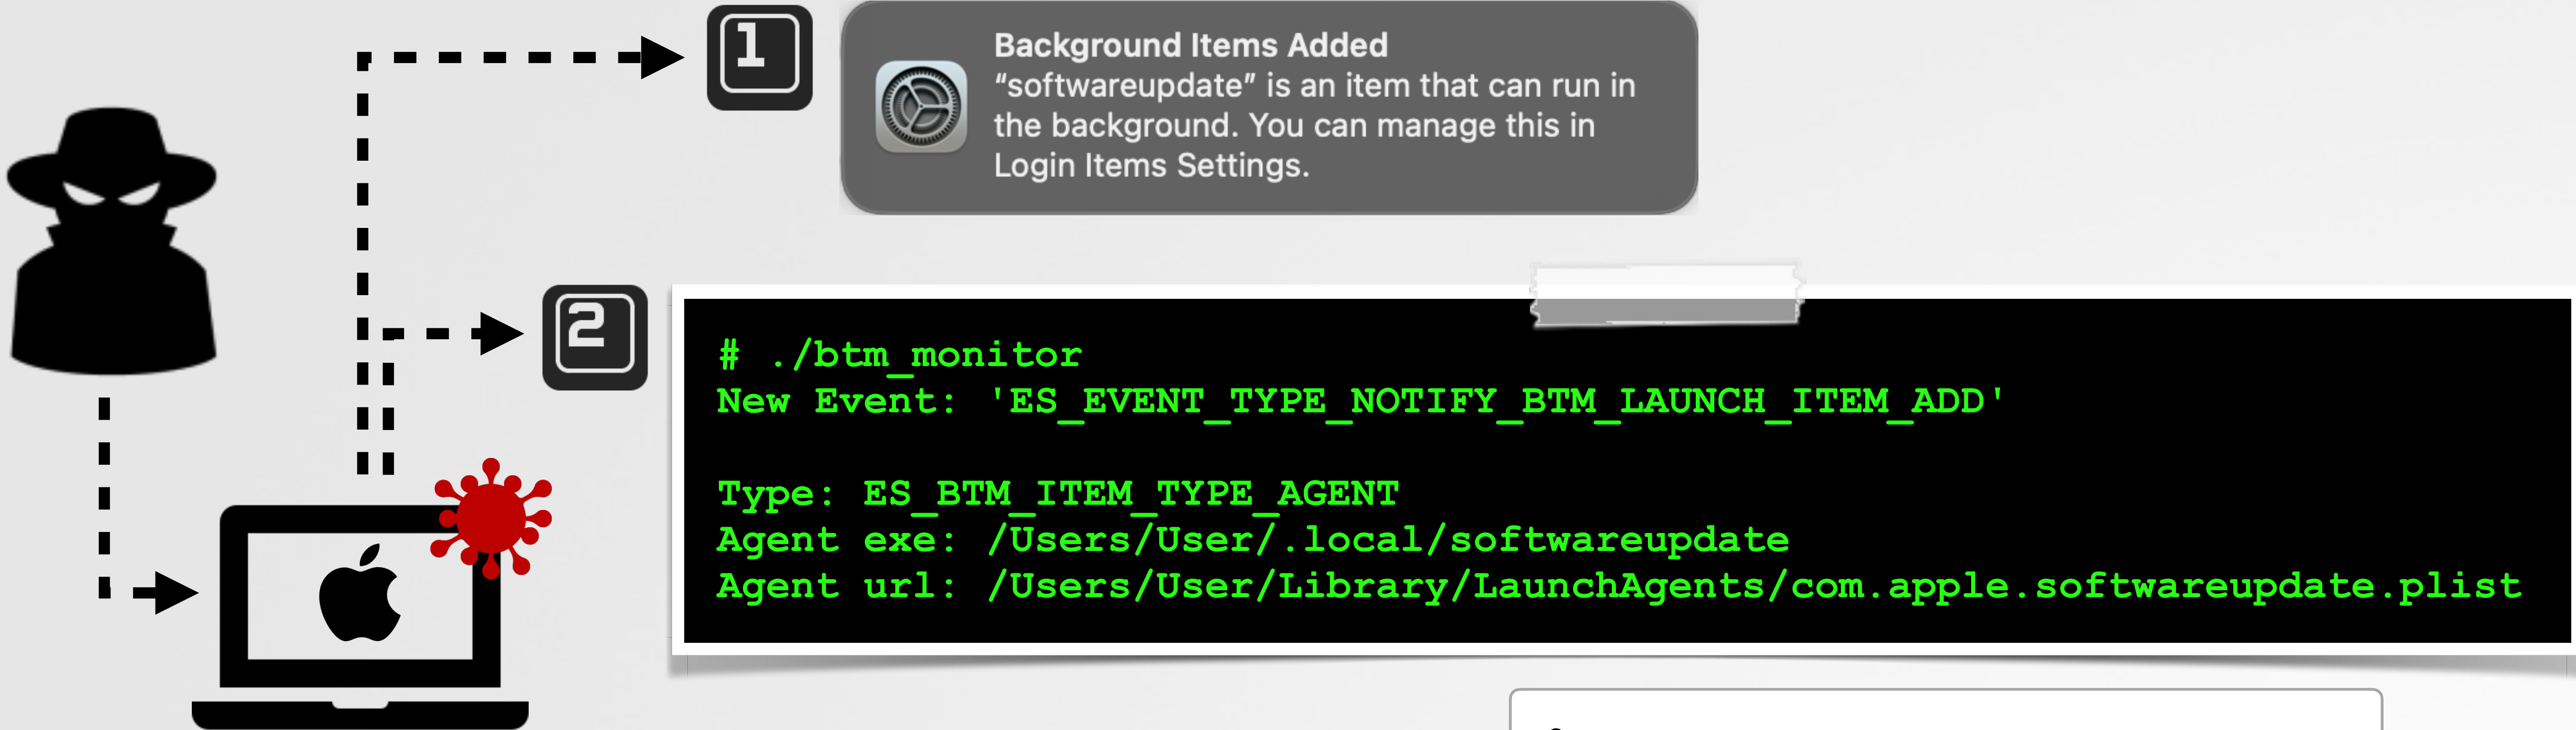 1
Background Items Added
“softwareupdate” is an item that can run in
the background. You can manage this in
Login Items Settings.
2
# ./btm_monitor
New Event: 'ES_EVENT_TYPE_NOTIFY_BTM_LAUNCH_ITEM_ADD'
Type: ES_BTM_ITEM_TYPE_AGENT
Agent exe: /Users/User/.local/softwareupdate
Agent url: /Users/User/Library/LaunchAgents/com.apple.softwareupdate.plist